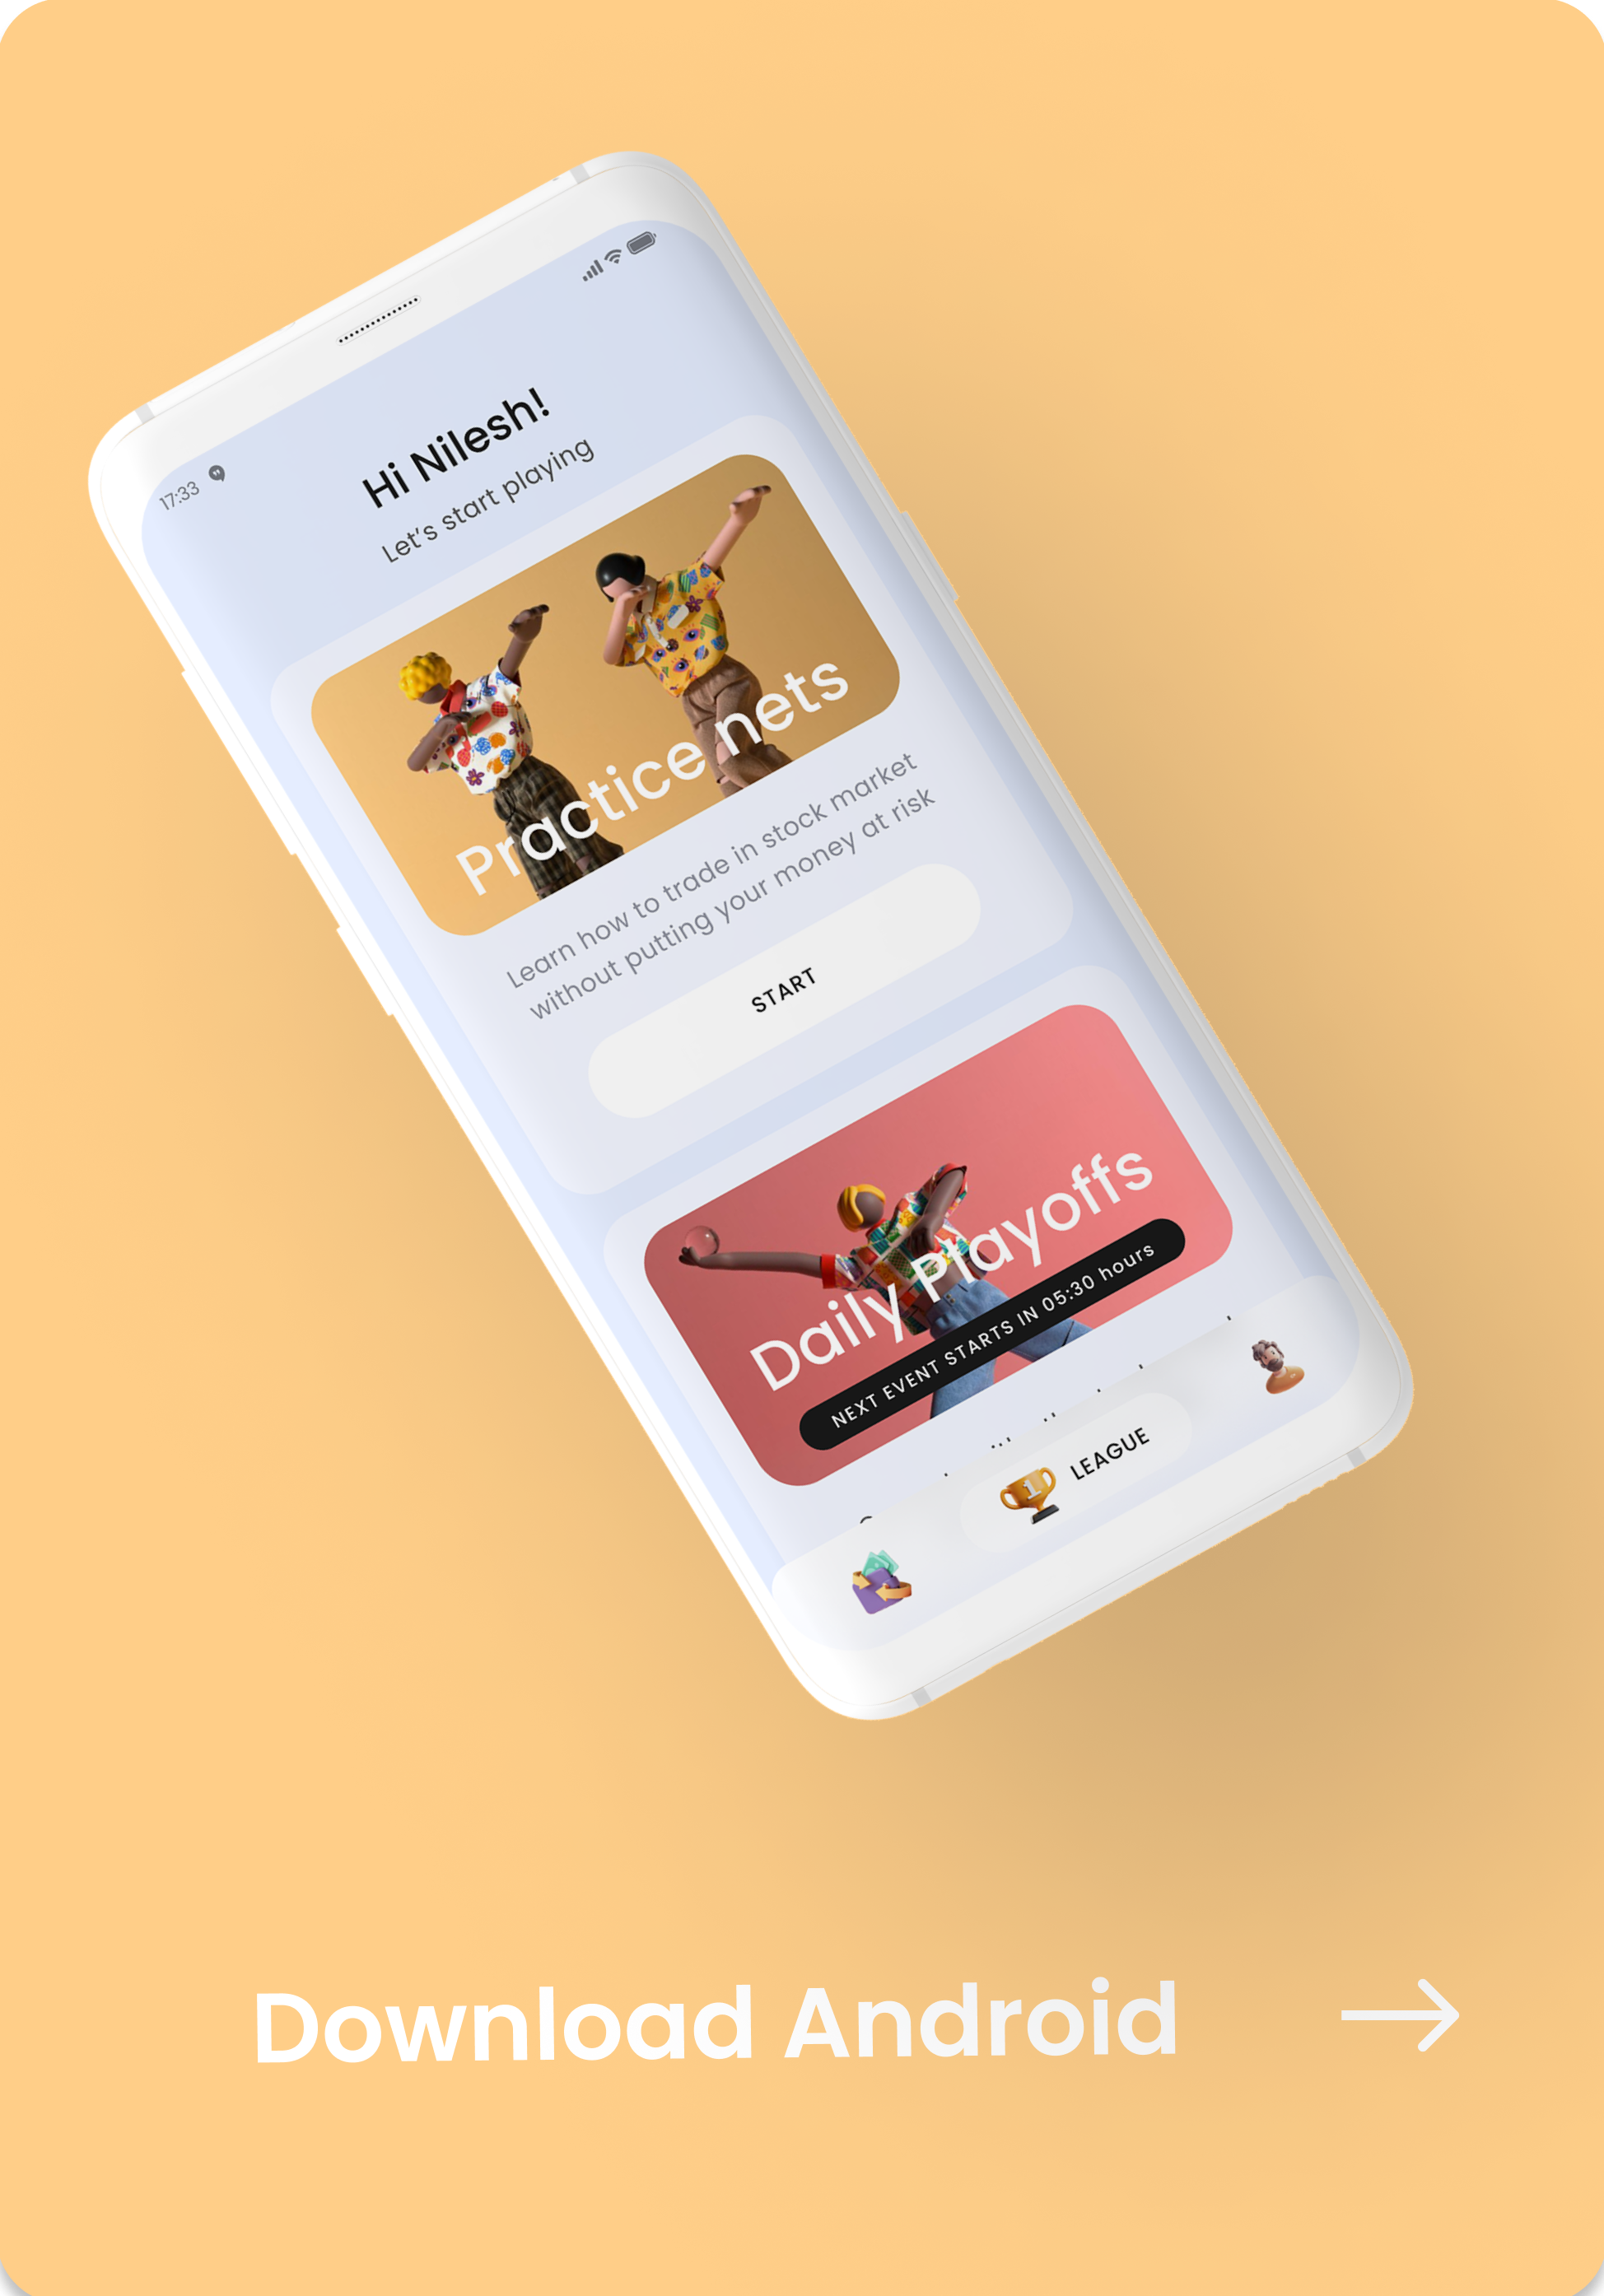 17:33
Hi Nilesh!
Let's start playing
Practice nets
Learn how to trade in stock market
without putting your money at risk
START
Daily Playoffs
NEXT EVENT STARTS IN 05:30 hours
1
LEAGUE
Download Android